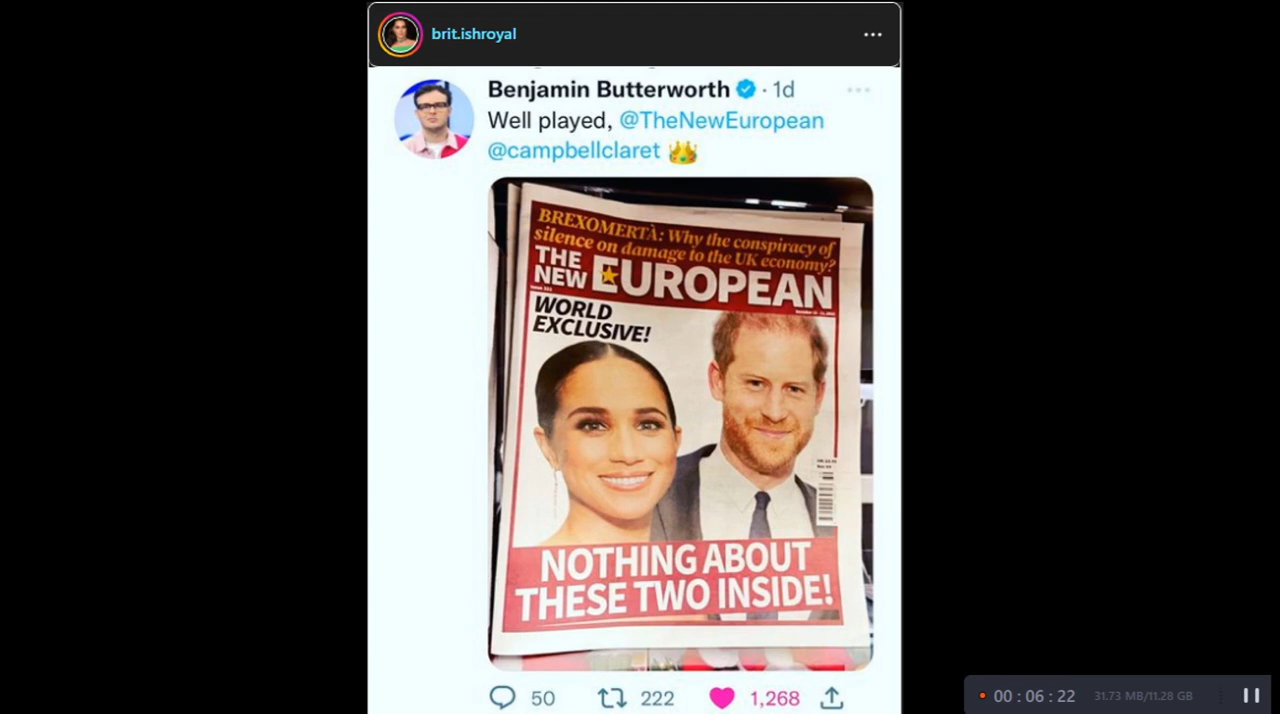 brit.ishroyal
Benjamin Butterworth · 1d
Well played, @TheNewEuropean
@campbellclaret
BREXOMERTÀ: Why the conspiracy of
silence on damage to the UK economy?
THE
NEW EUROPEAN
WORLD
EXCLUSIVE!
NOTHING ABOUT
THESE TWO INSIDE!
50 222 1,268
00 : 06 : 22 31.73 MB/11.28 GB